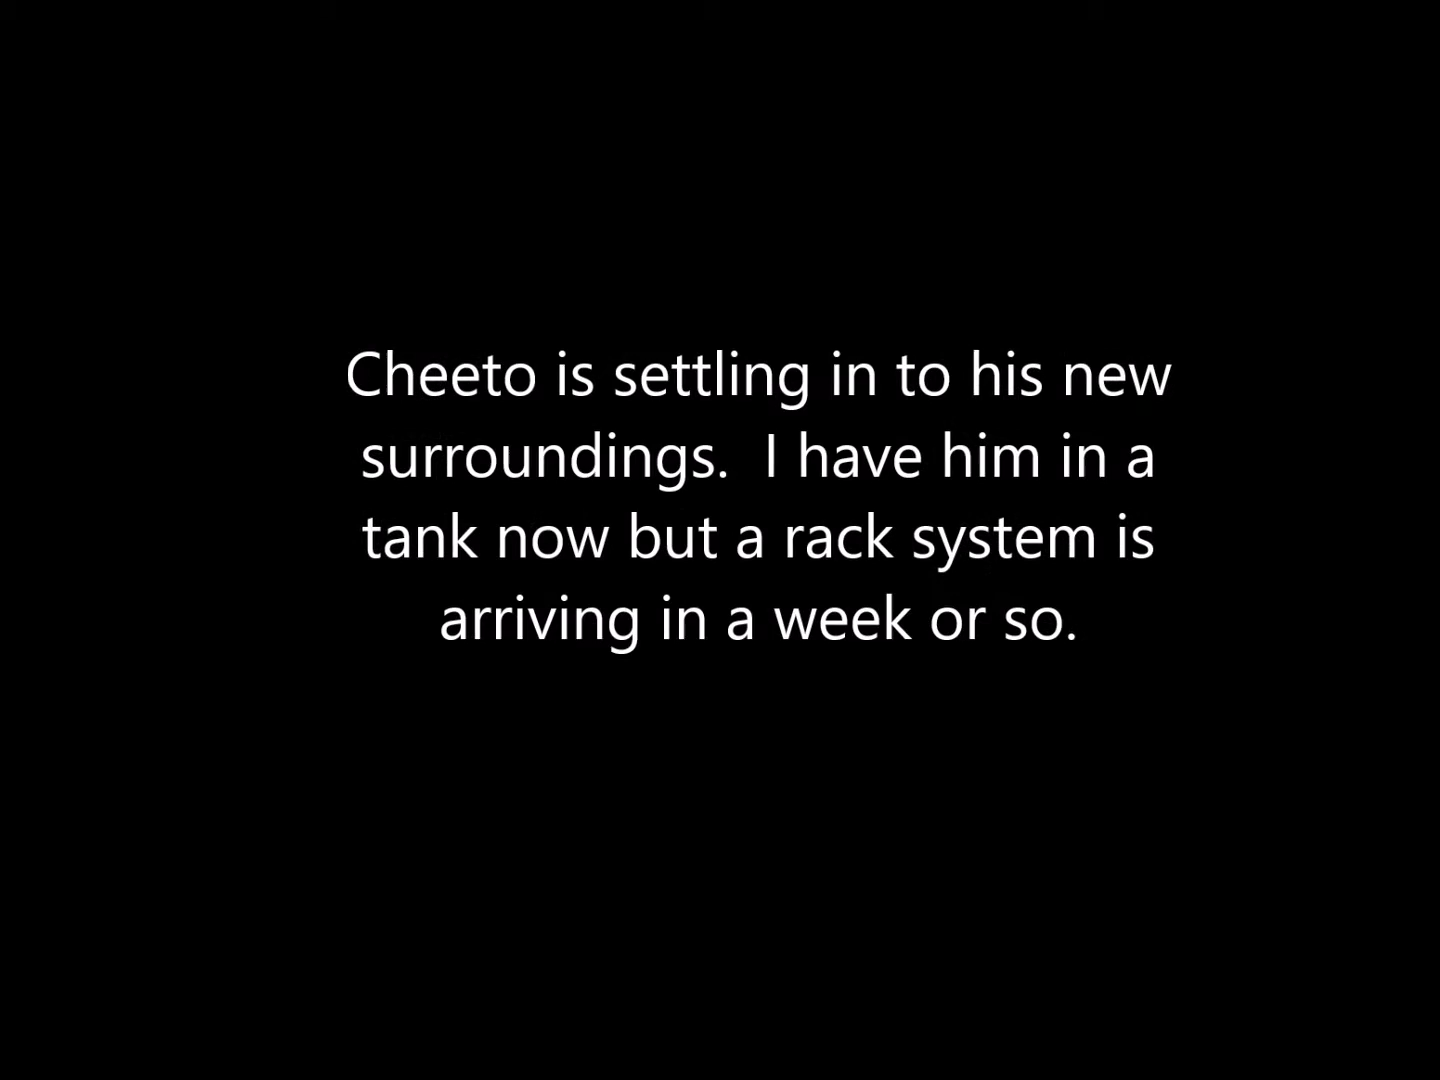 Cheeto is settling in to his new
surroundings.  I have him in a
tank now but a rack system is
arriving in a week or so.